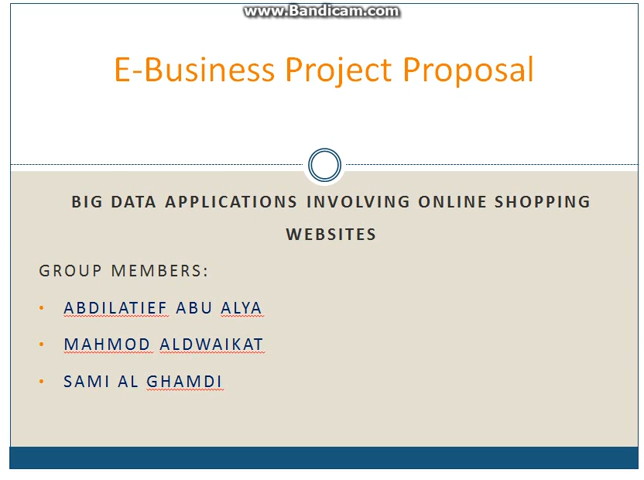 www.Bandicam.com
E-Business Project Proposal
BIG DATA APPLICATIONS INVOLVING ONLINE SHOPPING
WEBSITES
GROUP MEMBERS:
• ABDILATIEF ABU ALYA
• MAHMOD ALDWAIKAT
• SAMI AL GHAMDI